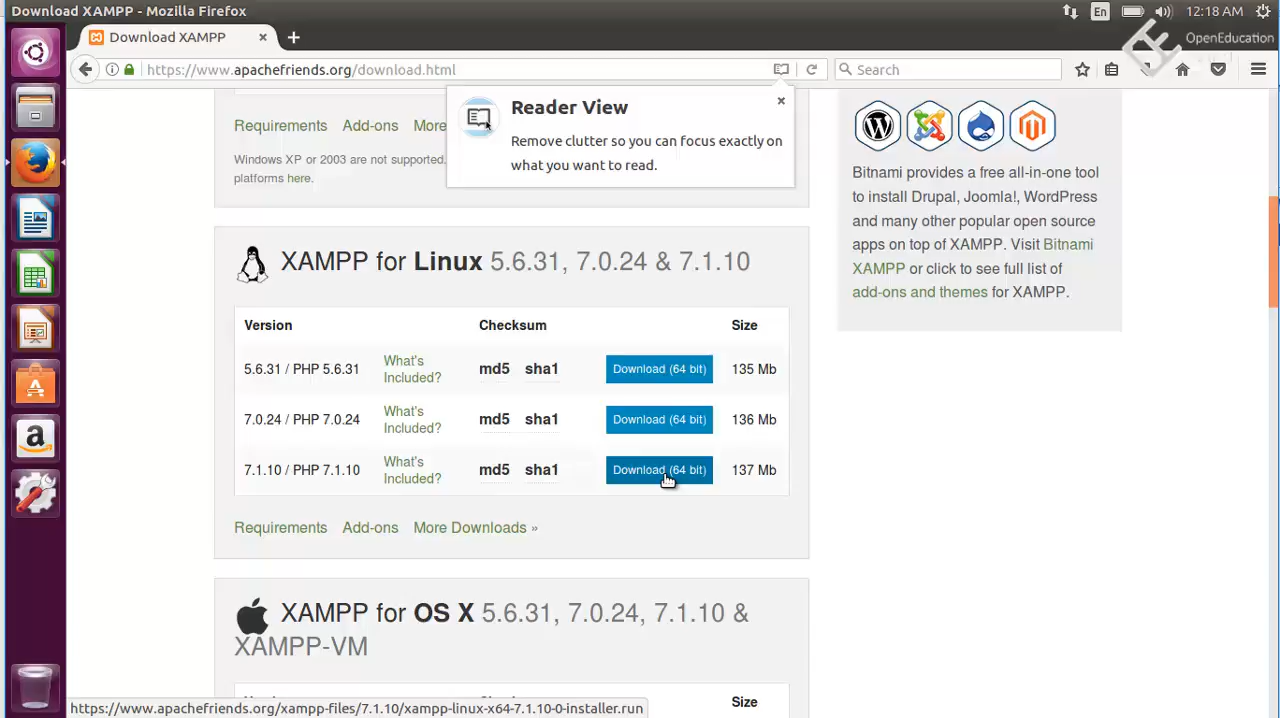 Download XAMPP - Mozilla Firefox
En
12:18 AM
OpenEducation
Download XAMPP
https://www.apachefriends.org/download.html
Search
Reader View
Remove clutter so you can focus exactly on
what you want to read.
Requirements Add-ons More
Windows XP or 2003 are not supported.
platforms here.
Bitnami provides a free all-in-one tool
to install Drupal, Joomla!, WordPress
and many other popular open source
apps on top of XAMPP. Visit Bitnami
XAMPP or click to see full list of
add-ons and themes for XAMPP.
XAMPP for Linux 5.6.31, 7.0.24 & 7.1.10
Version Checksum Size
5.6.31 / PHP 5.6.31 What's Included? md5 sha1 Download (64 bit) 135 Mb
7.0.24 / PHP 7.0.24 What's Included? md5 sha1 Download (64 bit) 136 Mb
7.1.10 / PHP 7.1.10 What's Included? md5 sha1 Download (64 bit) 137 Mb
Requirements Add-ons More Downloads »
XAMPP for OS X 5.6.31, 7.0.24, 7.1.10 &
XAMPP-VM
Size
https://www.apachefriends.org/xampp-files/7.1.10/xampp-linux-x64-7.1.10-0-installer.run